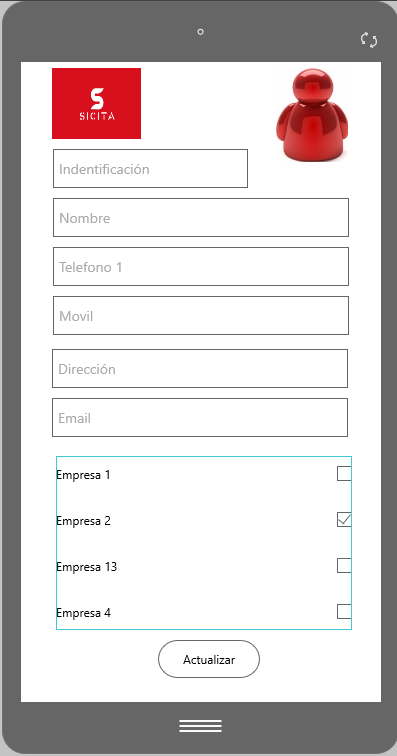 SICITA
Indentificación
Nombre
Telefono 1
Movil
Dirección
Email
Empresa 1
Empresa 2
Empresa 13
Empresa 4
Actualizar